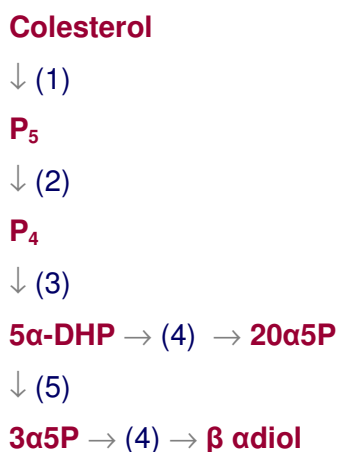 Colesterol
↓ (1)
P₅
↓ (2)
P₄
↓ (3)
5α-DHP → (4) → 20α5P
↓ (5)
3α5P → (4) → β αdiol